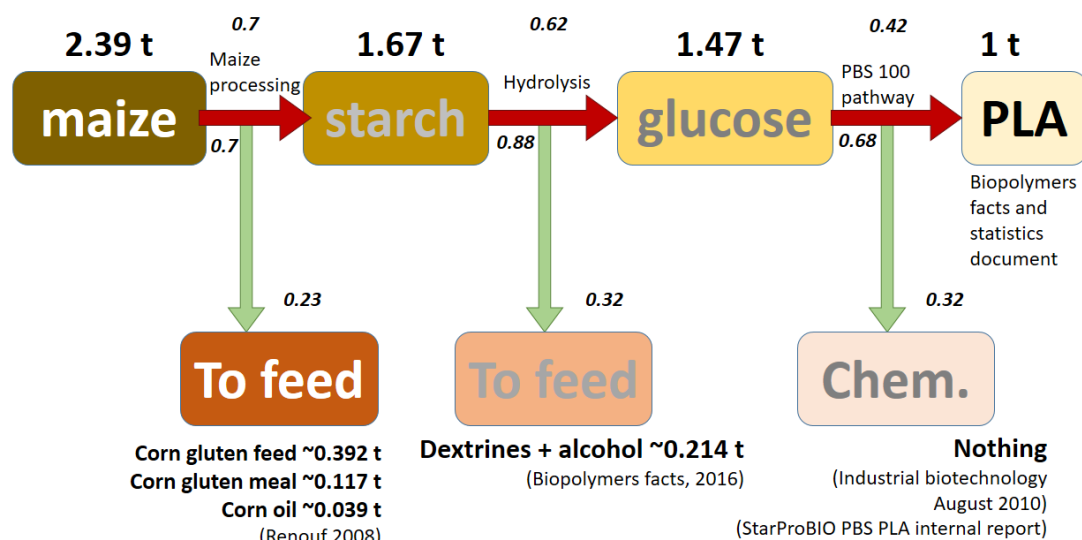 0.7
0.62
0.42
2.39 t
1.67 t
1.47 t
1 t
Maize
processing
Hydrolysis
PBS 100
pathway
maize
starch
glucose
PLA
0.7
0.88
0.68
Biopolymers
facts and
statistics
document
0.23
0.32
0.32
To feed
To feed
Chem.
Corn gluten feed ~0.392 t
Corn gluten meal ~0.117 t
Corn oil ~0.039 t
(Renouf 2008)
Dextrines + alcohol ~0.214 t
(Biopolymers facts, 2016)
Nothing
(Industrial biotechnology
August 2010)
(StarProBIO PBS PLA internal report)